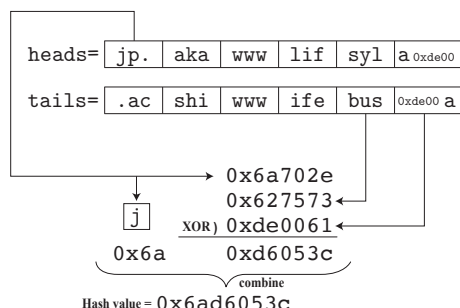 heads= jp. aka www lif syl a 0xde00
tails= .ac shi www ife bus 0xde00 a
0x6a702e
0x627573
j XOR ) 0xde0061
0x6a 0xd6053c
combine
Hash value = 0x6ad6053c